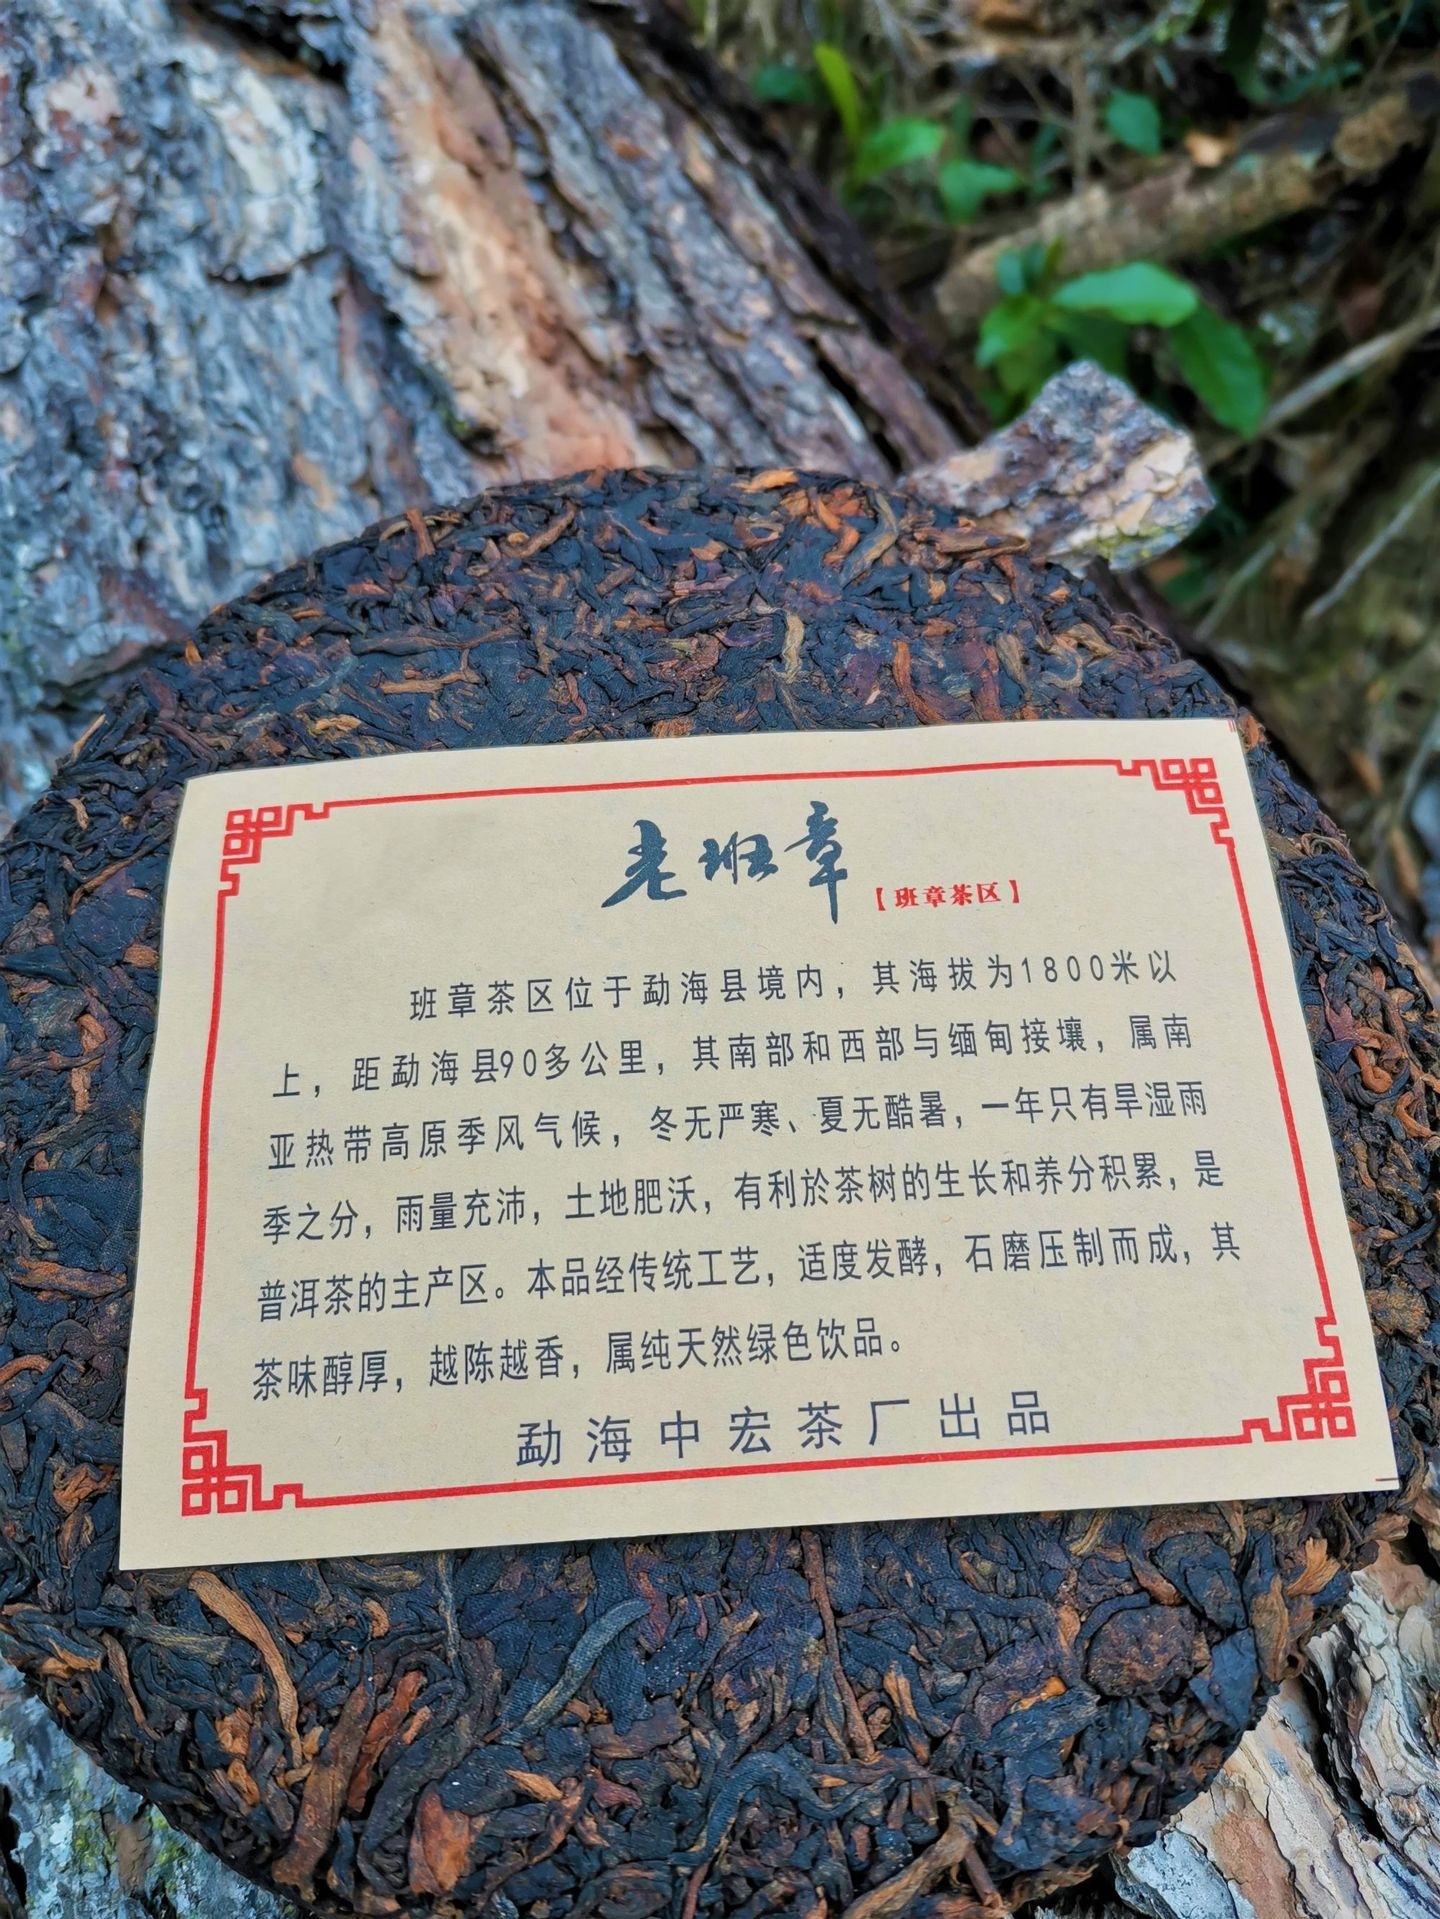 老班章
【班章茶区】
班章茶区位于勐海县境内，其海拔为1800米以
上，距勐海县90多公里，其南部和西部与缅甸接壤，属南
亚热带高原季风气候，冬无严寒、夏无酷暑，一年只有旱湿雨
季之分，雨量充沛，土地肥沃，有利於茶树的生长和养分积累，是
普洱茶的主产区。本品经传统工艺，适度发酵，石磨压制而成，其
茶味醇厚，越陈越香，属纯天然绿色饮品。
勐海中宏茶厂出品